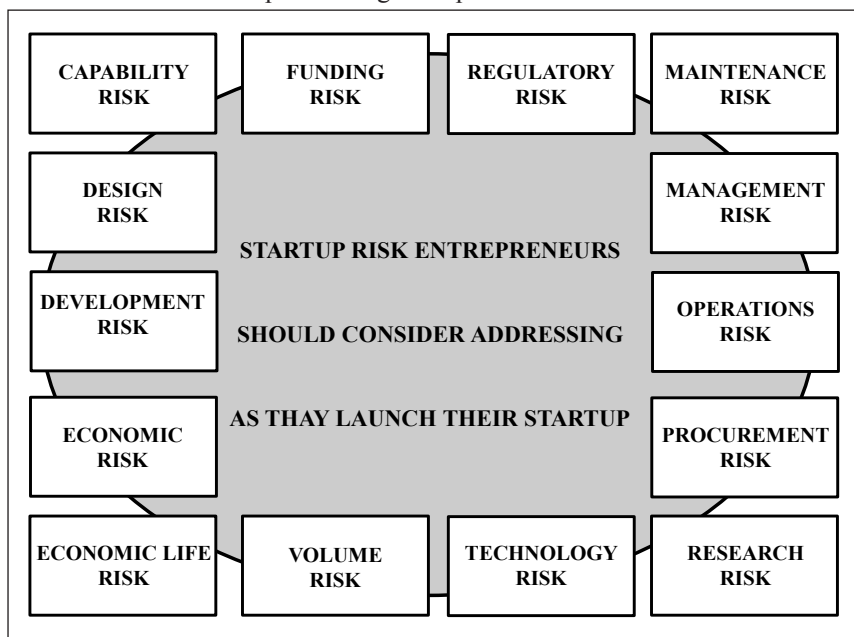 CAPABILITY
RISK
FUNDING
RISK
REGULATORY
RISK
MAINTENANCE
RISK
DESIGN
RISK
MANAGEMENT
RISK
STARTUP RISK ENTREPRENEURS
DEVELOPMENT
RISK
SHOULD CONSIDER ADDRESSING
OPERATIONS
RISK
AS THAY LAUNCH THEIR STARTUP
ECONOMIC
RISK
PROCUREMENT
RISK
ECONOMIC LIFE
RISK
VOLUME
RISK
TECHNOLOGY
RISK
RESEARCH
RISK